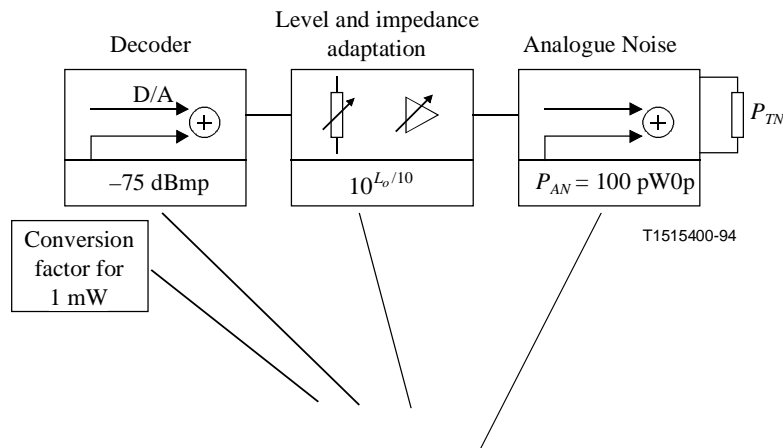 Decoder
Level and impedance
adaptation
Analogue Noise
D/A
P_TN
–75 dBmp
10^{L_o/10}
P_AN = 100 pW0p
T1515400-94
Conversion
factor for
1 mW